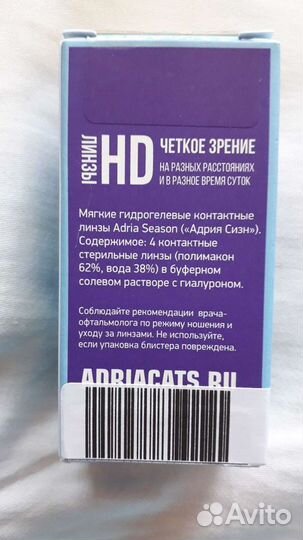 ЛИНЗЫ
HD
ЧЕТКОЕ ЗРЕНИЕ
НА РАЗНЫХ РАССТОЯНИЯХ
И В РАЗНОЕ ВРЕМЯ СУТОК
Мягкие гидрогелевые контактные
линзы Adria Season («Адрия Сизн»).
Содержимое: 4 контактные
стерильные линзы (полимакон
62%, вода 38%) в буферном
солевом растворе с гиалуроном.
Соблюдайте рекомендации врача-
офтальмолога по режиму ношения и
уходу за линзами. Не используйте,
если упаковка блистера повреждена.
ADRIACATS.RU
Avito